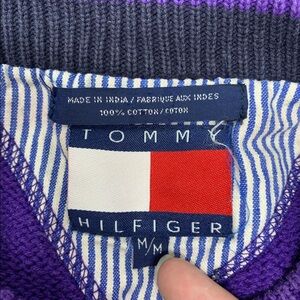 MADE IN INDIA / FABRIQUE AUX INDES
100% COTTON / COTON
TOMMY
HILFIGER
M/M